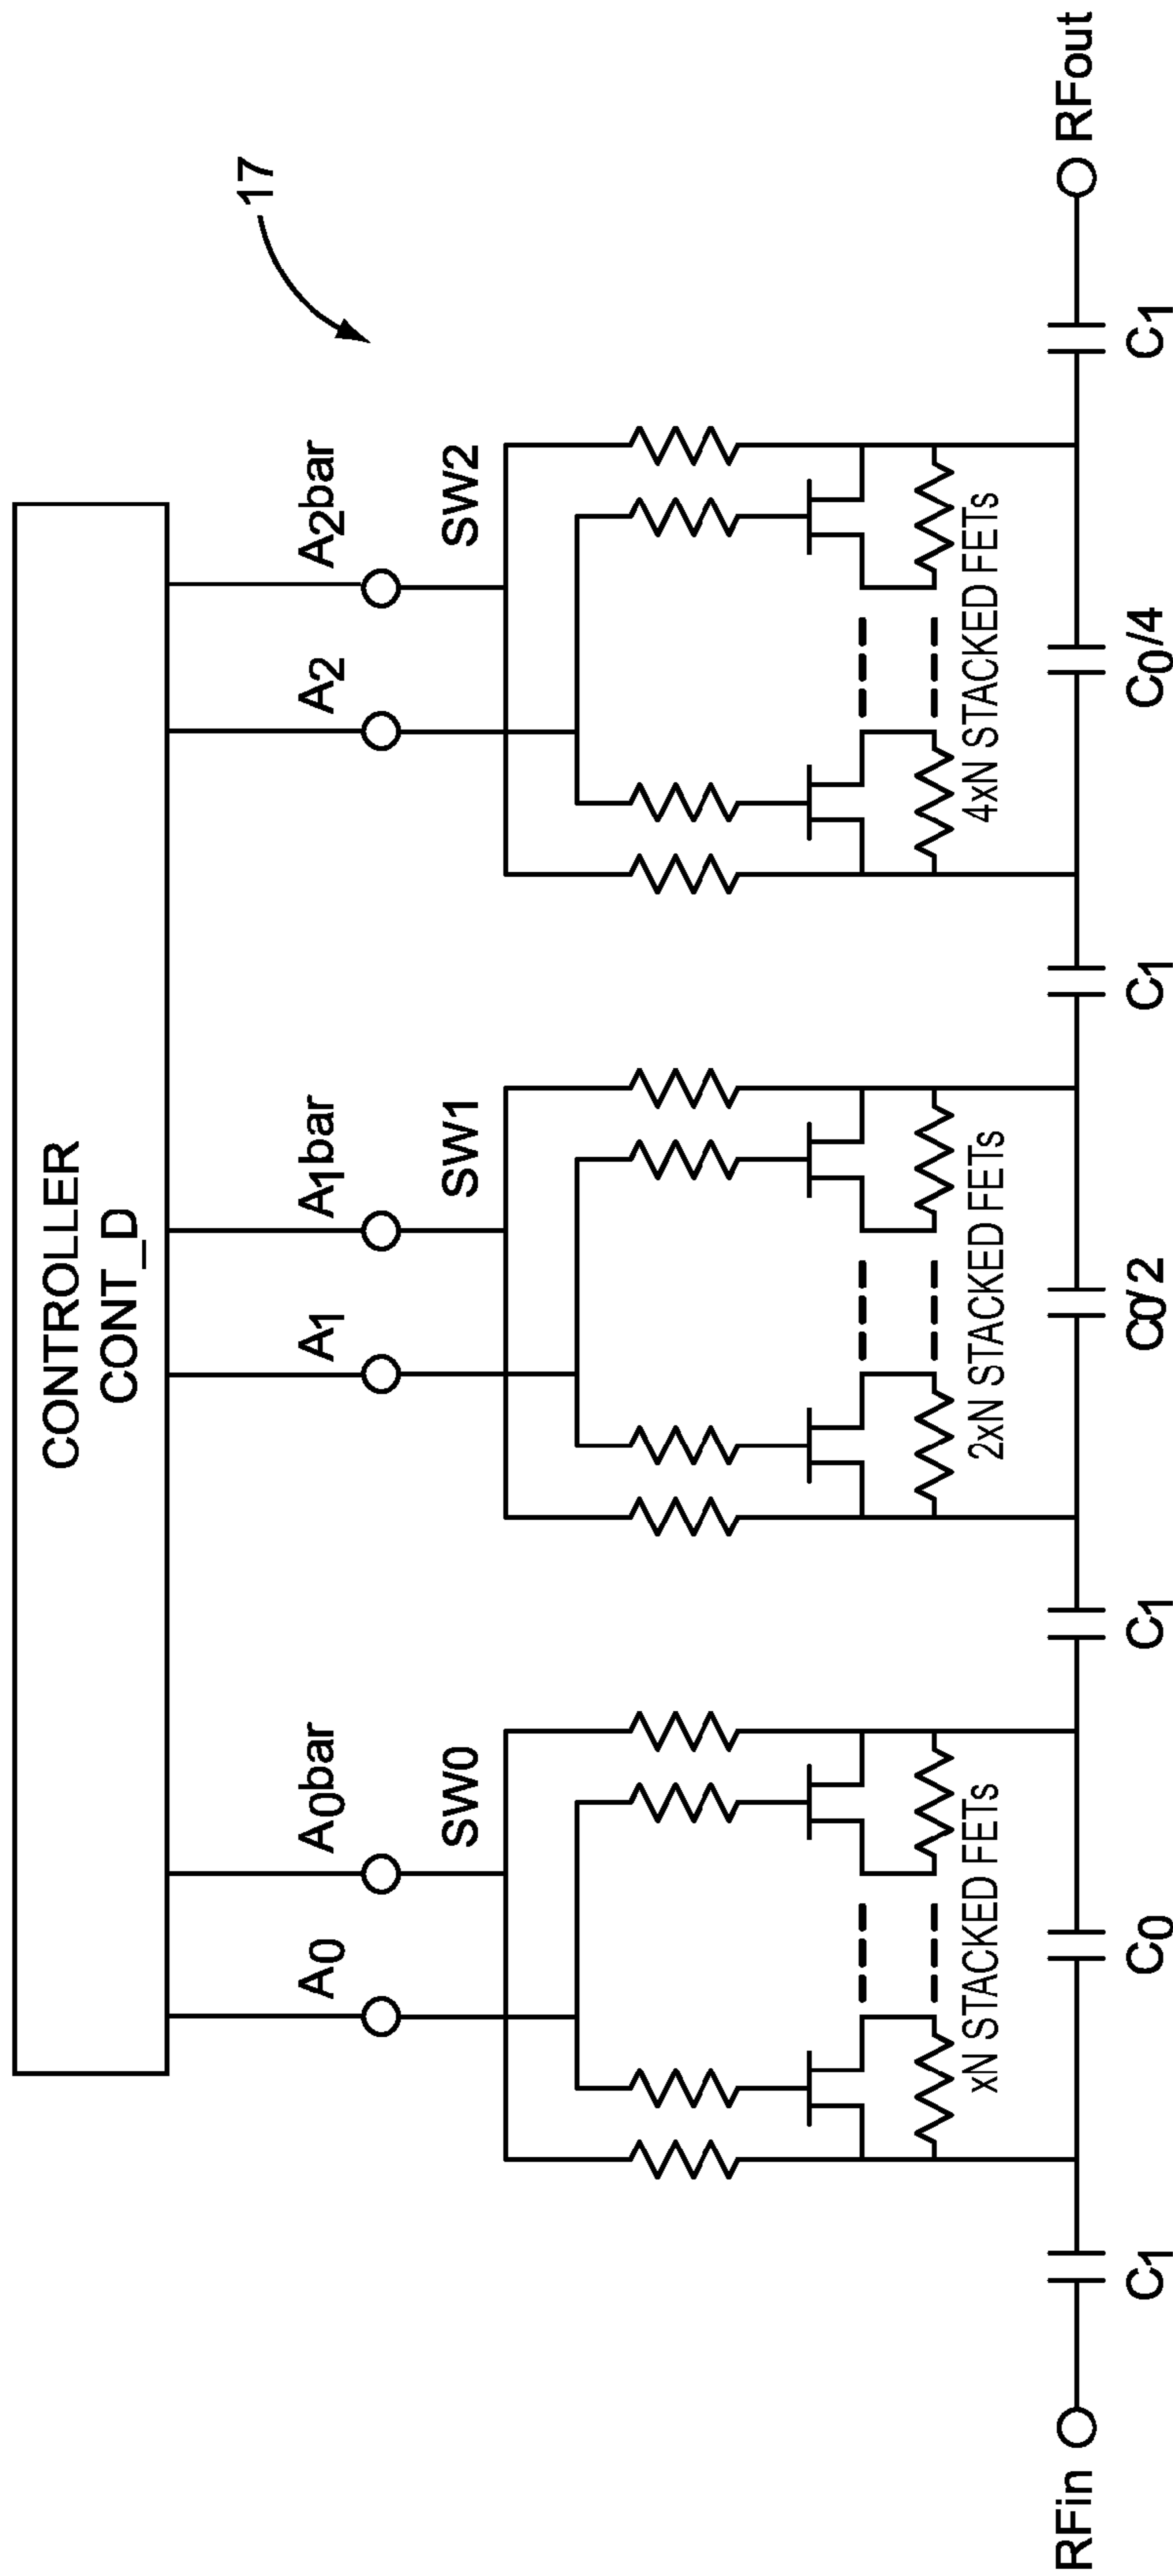 CONTROLLER
CONT_D
17
A0
A0bar
A1
A1bar
A2
A2bar
SW0
SW1
SW2
xN STACKED FETs
2xN STACKED FETs
4xN STACKED FETs
RFin
C1
C0
C1
C0/2
C1
C0/4
C1
RFout